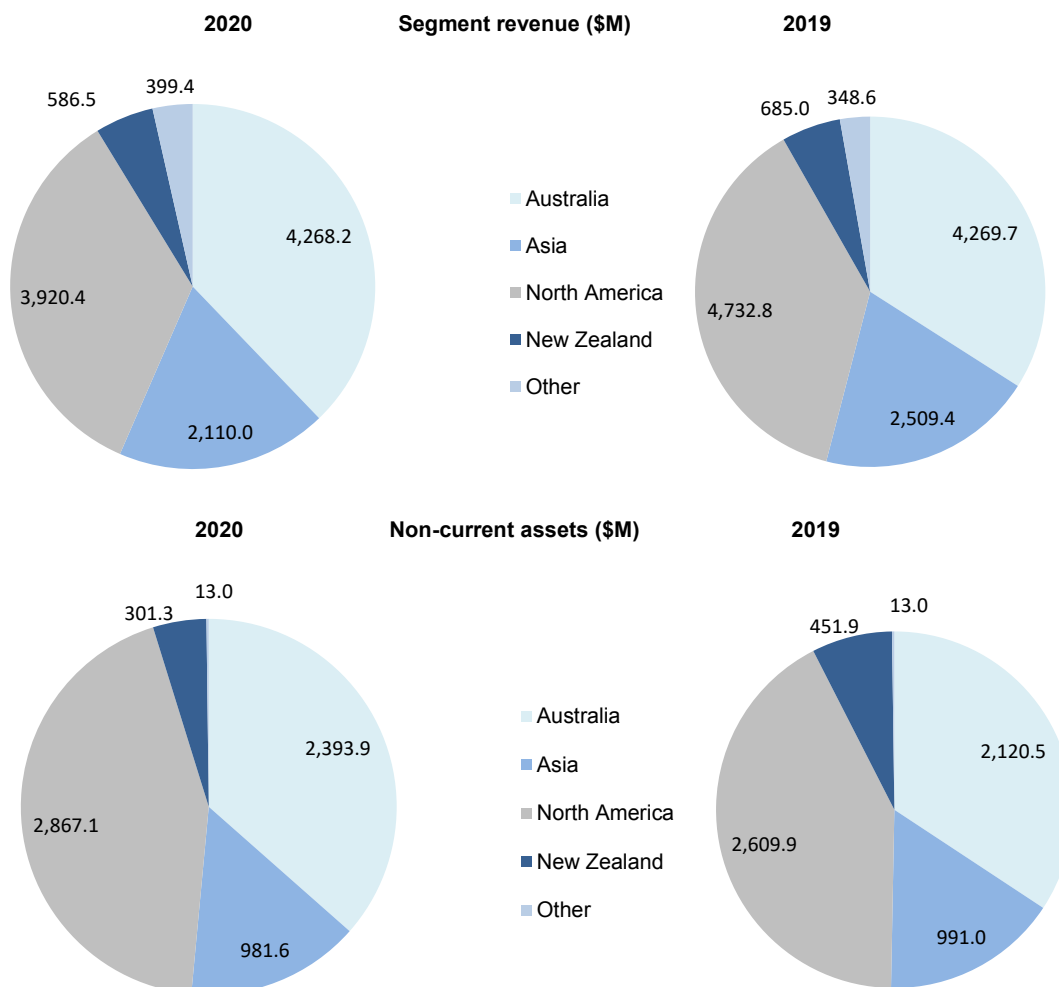 2020 Segment revenue ($M) 2019
399.4
586.5
4,268.2
3,920.4
2,110.0
Australia
Asia
North America
New Zealand
Other
348.6
685.0
4,269.7
4,732.8
2,509.4
2020 Non-current assets ($M) 2019
13.0
301.3
2,393.9
2,867.1
981.6
Australia
Asia
North America
New Zealand
Other
13.0
451.9
2,120.5
2,609.9
991.0